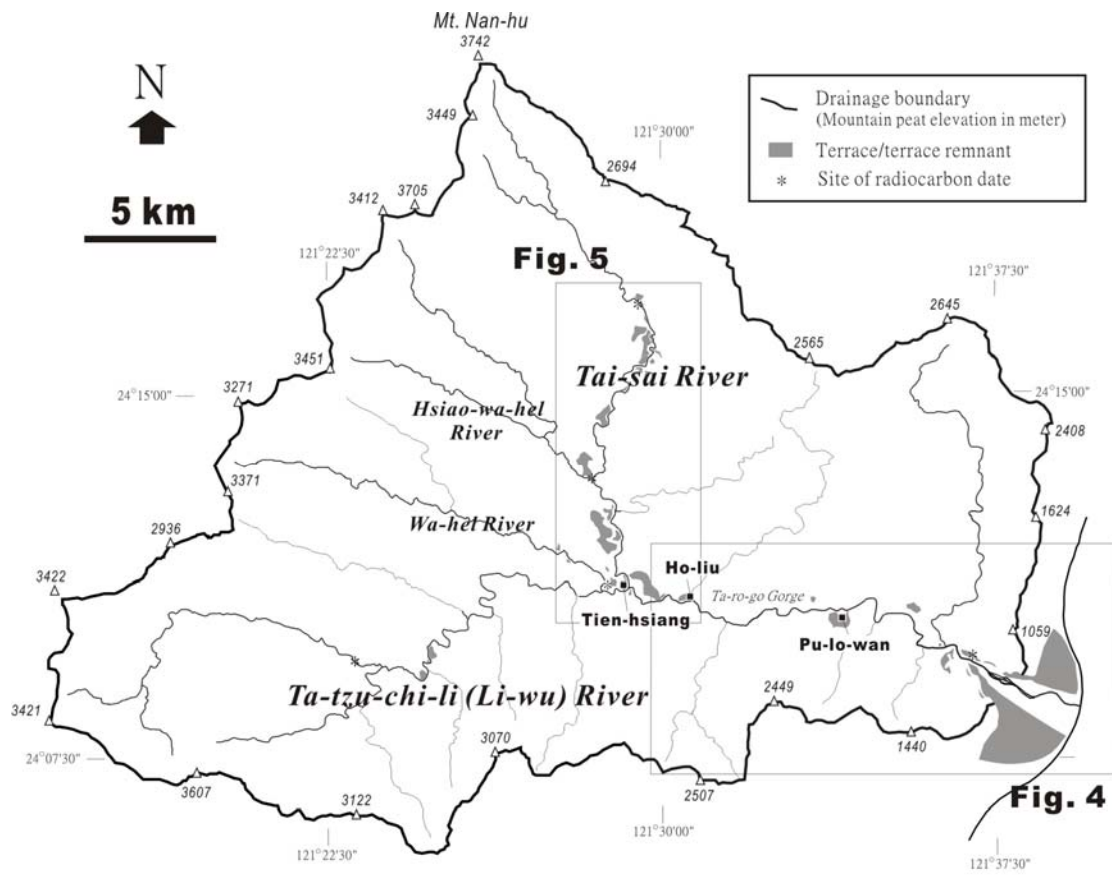 Mt. Nan-hu
3742
N
3449
Drainage boundary
(Mountain peat elevation in meter)
Terrace/terrace remnant
* Site of radiocarbon date
121°30'00"
2694
3705
3412
5 km
121°22'30"
Fig. 5
121°37'30"
2645
2565
3451
Tai-sai River
24°15'00"
24°15'00"
3271
Hsiao-wa-hel
River
2408
3371
1624
Wa-hel River
2936
Ho-liu
3422
Ta-ro-go Gorge
Tien-hsiang
Pu-lo-wan
1059
Ta-tzu-chi-li (Li-wu) River
2449
3421
3070
1440
24°07'30"
3607
2507
Fig. 4
3122
121°30'00"
121°22'30"
121°37'30"